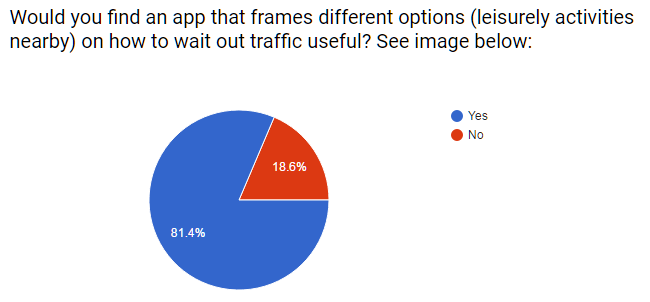 Would you find an app that frames different options (leisurely activities
nearby) on how to wait out traffic useful? See image below:
Yes
No
18.6%
81.4%